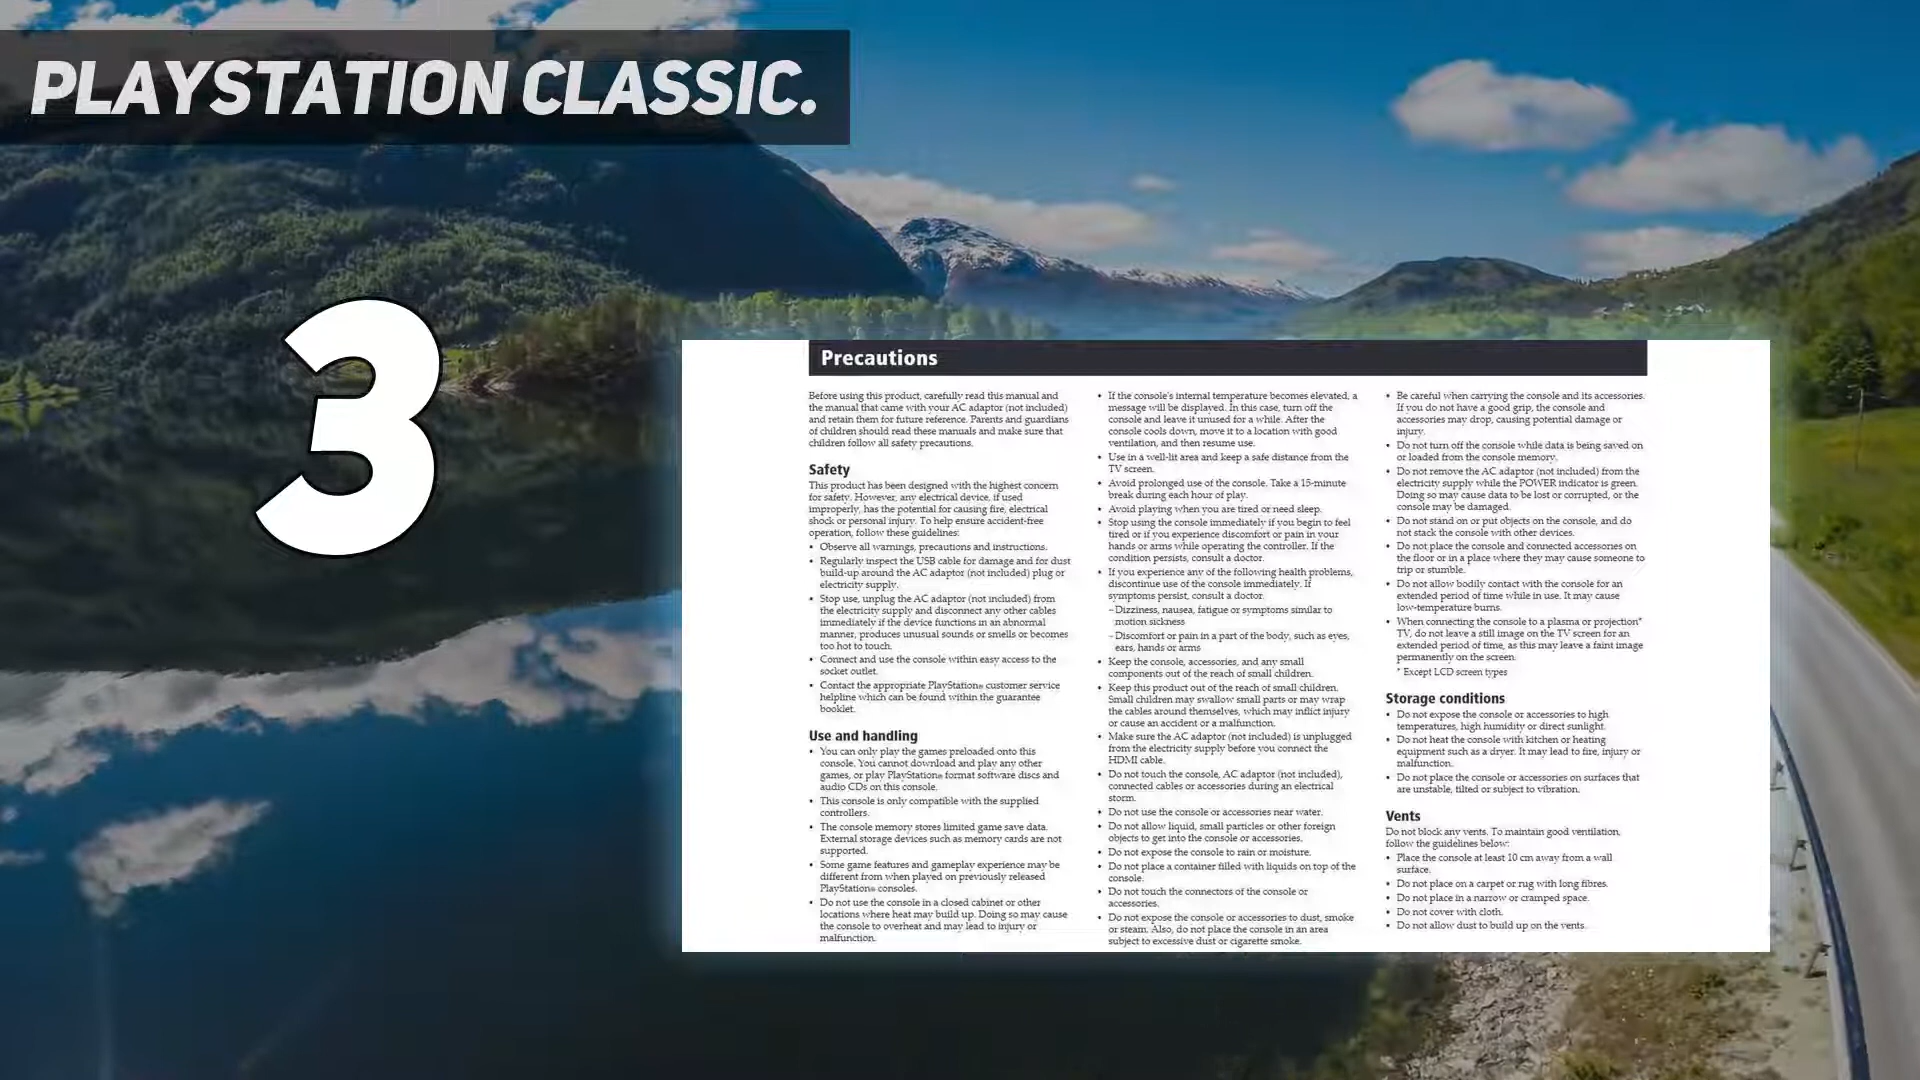 PLAYSTATION CLASSIC.
3
Precautions
Before using this product, carefully read this manual and
the manual that came with your AC adaptor (not included)
and retain them for future reference. Parents and guardians
of children should read these manuals and make sure that
children follow all safety precautions.
Safety
This product has been designed with the highest concern
for safety. However, any electrical device, if used
improperly, has the potential for causing fire, electrical
shock or personal injury. To help ensure accident-free
operation, follow these guidelines:
• Observe all warnings, precautions and instructions.
• Regularly inspect the USB cable for damage and for dust
build-up around the AC adaptor (not included) plug or
electricity supply.
• Stop use, unplug the AC adaptor (not included) from
the electricity supply and disconnect any other cables
immediately if the device functions in an abnormal
manner, produces unusual sounds or smells or becomes
too hot to touch.
• Connect and use the console within easy access to the
socket outlet.
• Contact the appropriate PlayStation® customer service
helpline which can be found within the guarantee
booklet.
Use and handling
• You can only play the games preloaded onto this
console. You cannot download and play any other
games, or play PlayStation® format software discs and
audio CDs on this console.
• This console is only compatible with the supplied
controllers.
• The console memory stores limited game save data.
External storage devices such as memory cards are not
supported.
• Some game features and gameplay experience may be
different from when played on previously released
PlayStation® consoles.
• Do not use the console in a closed cabinet or other
locations where heat may build up. Doing so may cause
the console to overheat and may lead to injury or
malfunction.
• If the console's internal temperature becomes elevated, a
message will be displayed. In this case, turn off the
console and leave it unused for a while. After the
console cools down, move it to a location with good
ventilation, and then resume use.
• Use in a well-lit area and keep a safe distance from the
TV screen.
• Avoid prolonged use of the console. Take a 15-minute
break during each hour of play.
• Avoid playing when you are tired or need sleep.
• Stop using the console immediately if you begin to feel
tired or if you experience discomfort or pain in your
hands or arms while operating the controller. If the
condition persists, consult a doctor.
• If you experience any of the following health problems,
discontinue use of the console immediately. If
symptoms persist, consult a doctor.
– Dizziness, nausea, fatigue or symptoms similar to
motion sickness
– Discomfort or pain in a part of the body, such as eyes,
ears, hands or arms
• Keep the console, accessories, and any small
components out of the reach of small children.
• Keep this product out of the reach of small children.
Small children may swallow small parts or may wrap
the cables around themselves, which may inflict injury
or cause an accident or a malfunction.
• Make sure the AC adaptor (not included) is unplugged
from the electricity supply before you connect the
HDMI cable.
• Do not touch the console, AC adaptor (not included),
connected cables or accessories during an electrical
storm.
• Do not use the console or accessories near water.
• Do not allow liquid, small particles or other foreign
objects to get into the console or accessories.
• Do not expose the console to rain or moisture.
• Do not place a container filled with liquids on top of the
console.
• Do not touch the connectors of the console or
accessories.
• Do not expose the console or accessories to dust, smoke
or steam. Also, do not place the console in an area
subject to excessive dust or cigarette smoke.
• Be careful when carrying the console and its accessories.
If you do not have a good grip, the console and
accessories may drop, causing potential damage or
injury.
• Do not turn off the console while data is being saved on
or loaded from the console memory.
• Do not remove the AC adaptor (not included) from the
electricity supply while the POWER indicator is green.
Doing so may cause data to be lost or corrupted, or the
console may be damaged.
• Do not stand on or put objects on the console, and do
not stack the console with other devices.
• Do not place the console and connected accessories on
the floor or in a place where they may cause someone to
trip or stumble.
• Do not allow bodily contact with the console for an
extended period of time while in use. It may cause
low-temperature burns.
• When connecting the console to a plasma or projection*
TV, do not leave a still image on the TV screen for an
extended period of time, as this may leave a faint image
permanently on the screen.
* Except LCD screen types
Storage conditions
• Do not expose the console or accessories to high
temperatures, high humidity or direct sunlight.
• Do not heat the console with kitchen or heating
equipment such as a dryer. It may lead to fire, injury or
malfunction.
• Do not place the console or accessories on surfaces that
are unstable, tilted or subject to vibration.
Vents
Do not block any vents. To maintain good ventilation,
follow the guidelines below:
• Place the console at least 10 cm away from a wall
surface.
• Do not place on a carpet or rug with long fibres.
• Do not place in a narrow or cramped space.
• Do not cover with cloth.
• Do not allow dust to build up on the vents.